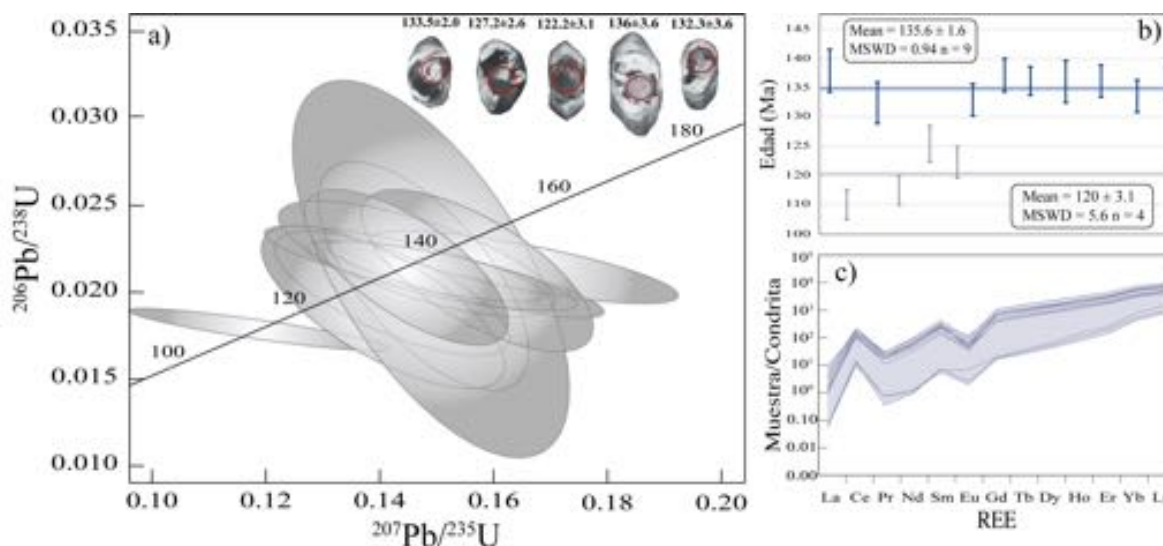 a)
133.5±2.0 127.2±2.6 122.2±3.1 136±3.6 132.3±3.6
0.035
0.030
0.025
0.020
0.015
0.010
206Pb/238U
100
120
140
160
180
0.10 0.12 0.14 0.16 0.18 0.20
207Pb/235U
b)
Mean = 135.6 ± 1.6
MSWD = 0.94 n = 9
145
140
135
125
120
110
100
Edad (Ma)
Mean = 120 ± 3.1
MSWD = 5.6 n = 4
c)
10⁴
10³
10²
10¹
10⁰
0.10
0.01
0.00
Muestra/Condrita
La Ce Pr Nd Sm Eu Gd Tb Dy Ho Er Yb
REE